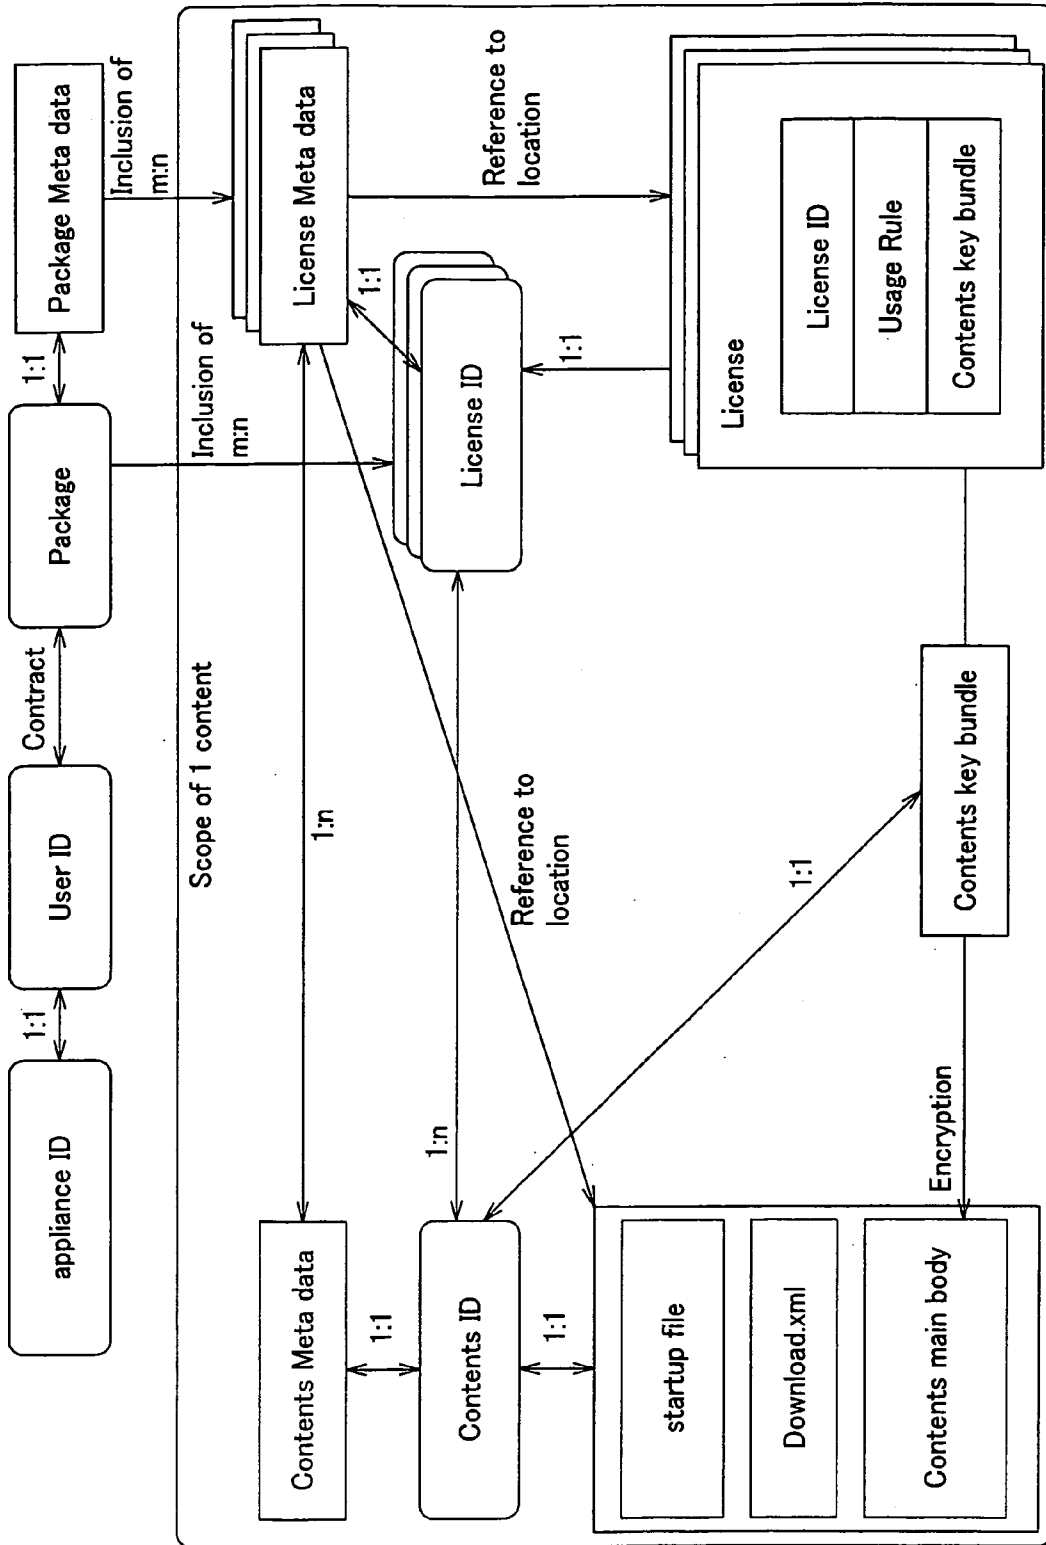 appliance ID
1:1
User ID
Contract
Package
1:1
Package Meta data
Inclusion of
m:n
Scope of 1 content
Inclusion of
m:n
Contents Meta data
1:n
License Meta data
1:1
1:1
Reference to
location
Contents ID
1:n
License ID
1:1
Reference to
location
1:1
1:1
startup file
Download.xml
Contents main body
Encryption
Contents key bundle
License
License ID
Usage Rule
Contents key bundle